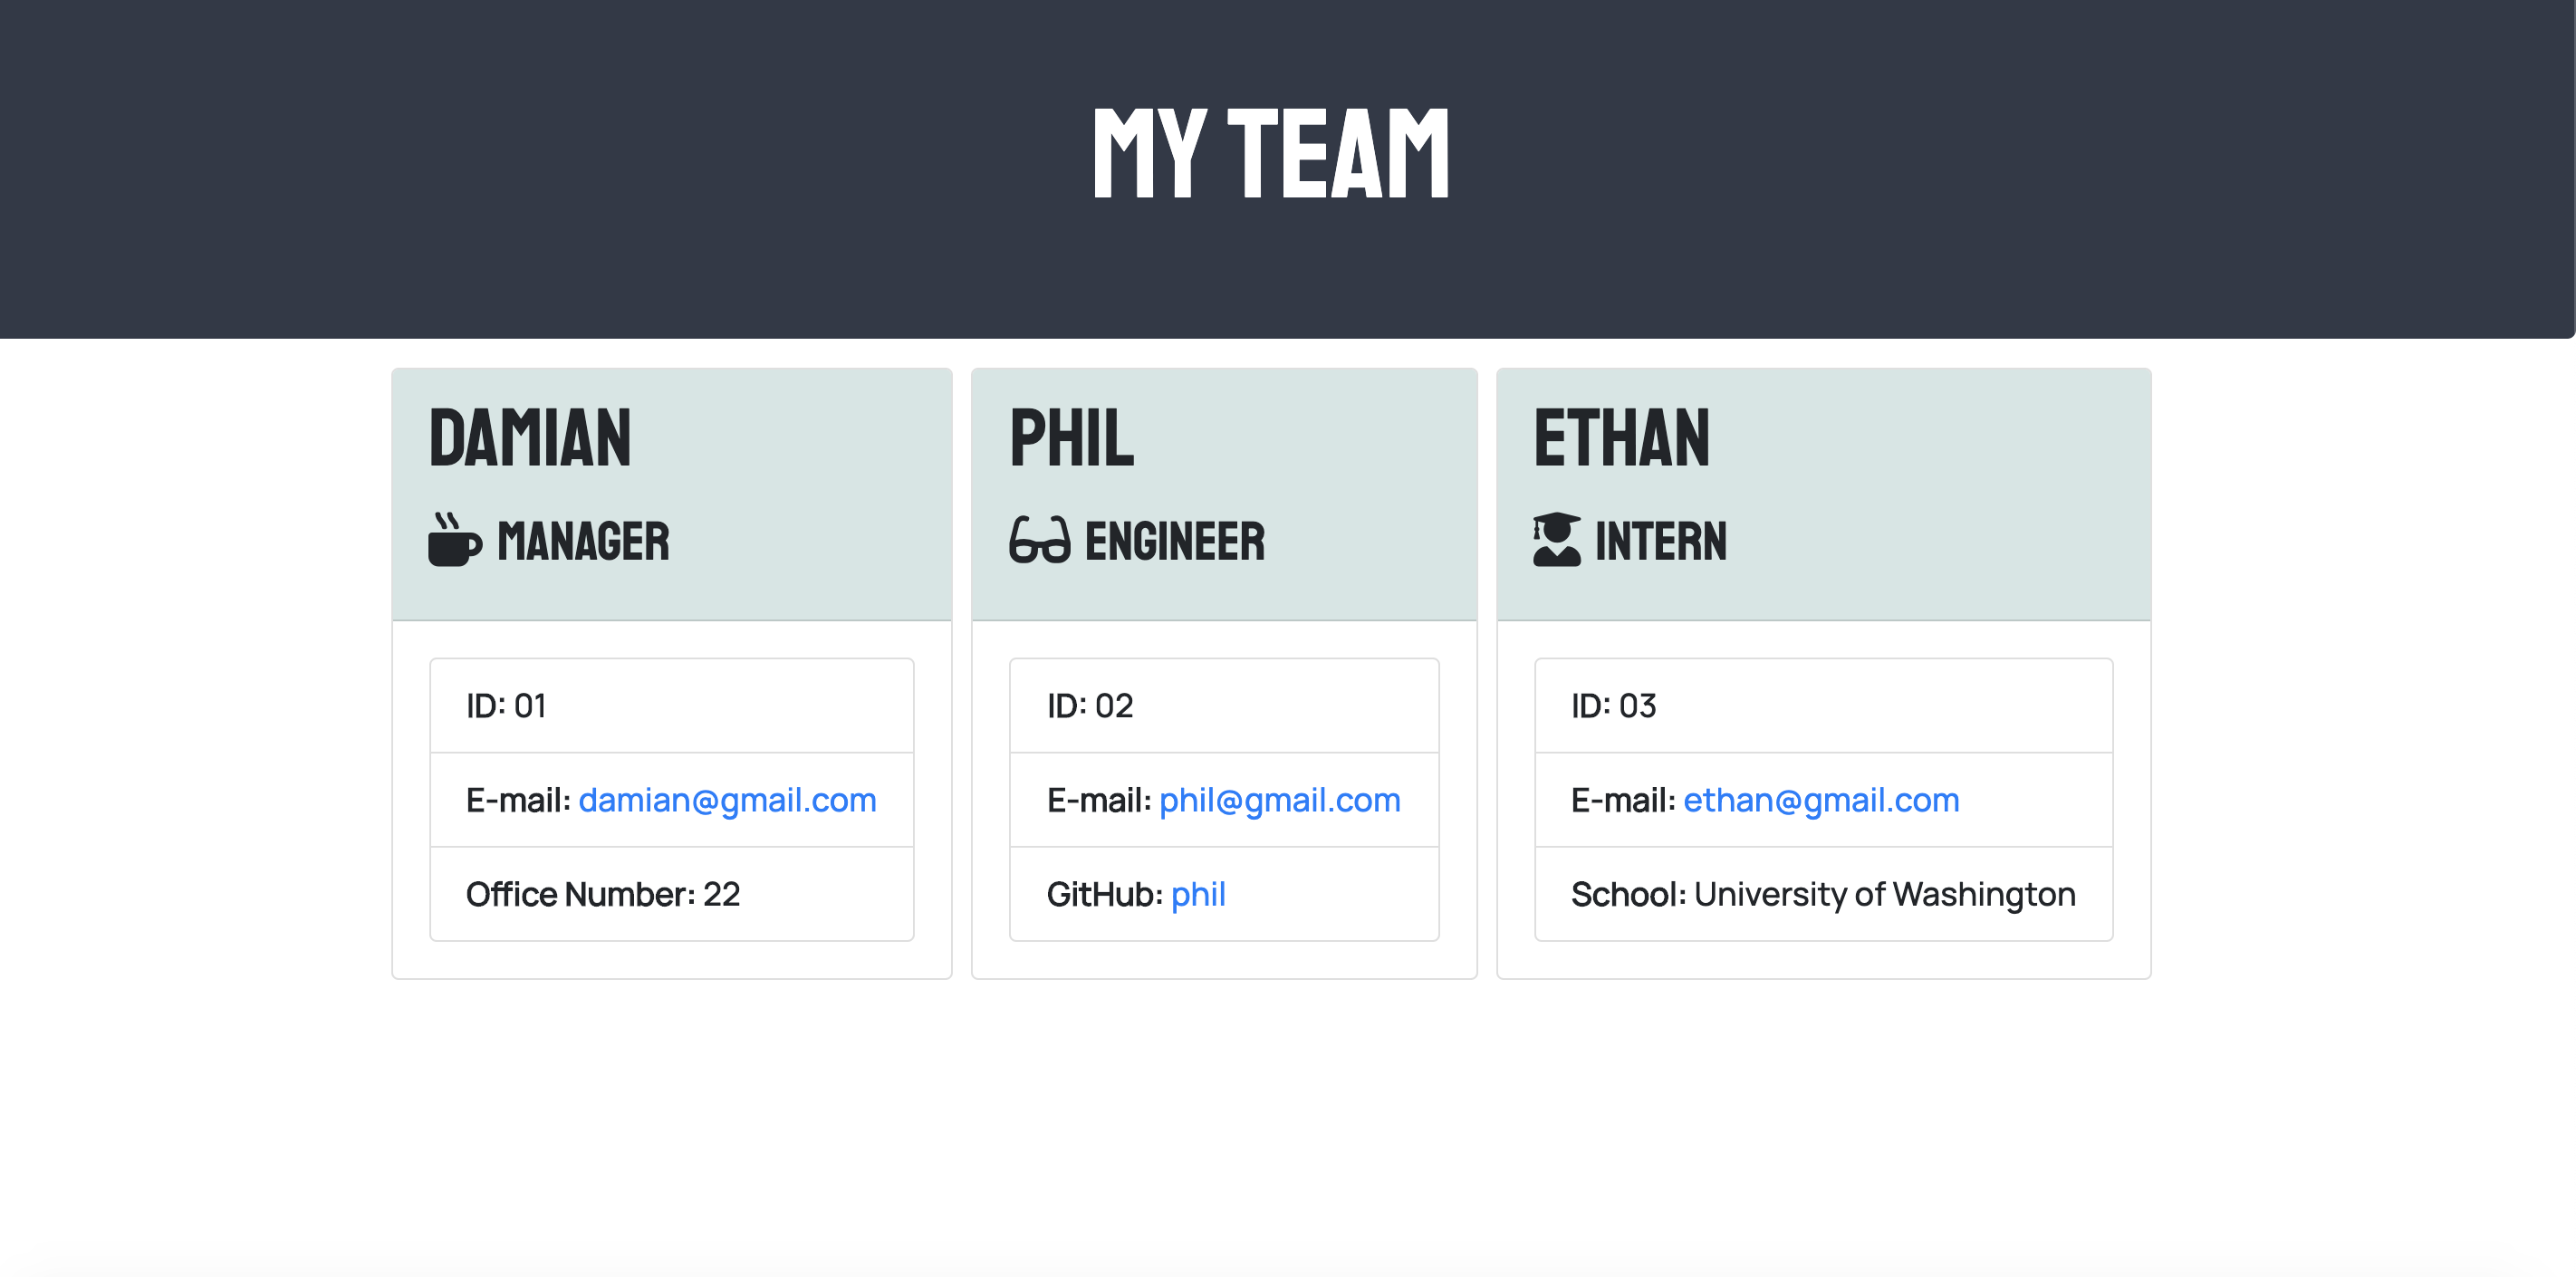 MY TEAM
DAMIAN
MANAGER
ID: 01
E-mail: damian@gmail.com
Office Number: 22
PHIL
ENGINEER
ID: 02
E-mail: phil@gmail.com
GitHub: phil
ETHAN
INTERN
ID: 03
E-mail: ethan@gmail.com
School: University of Washington